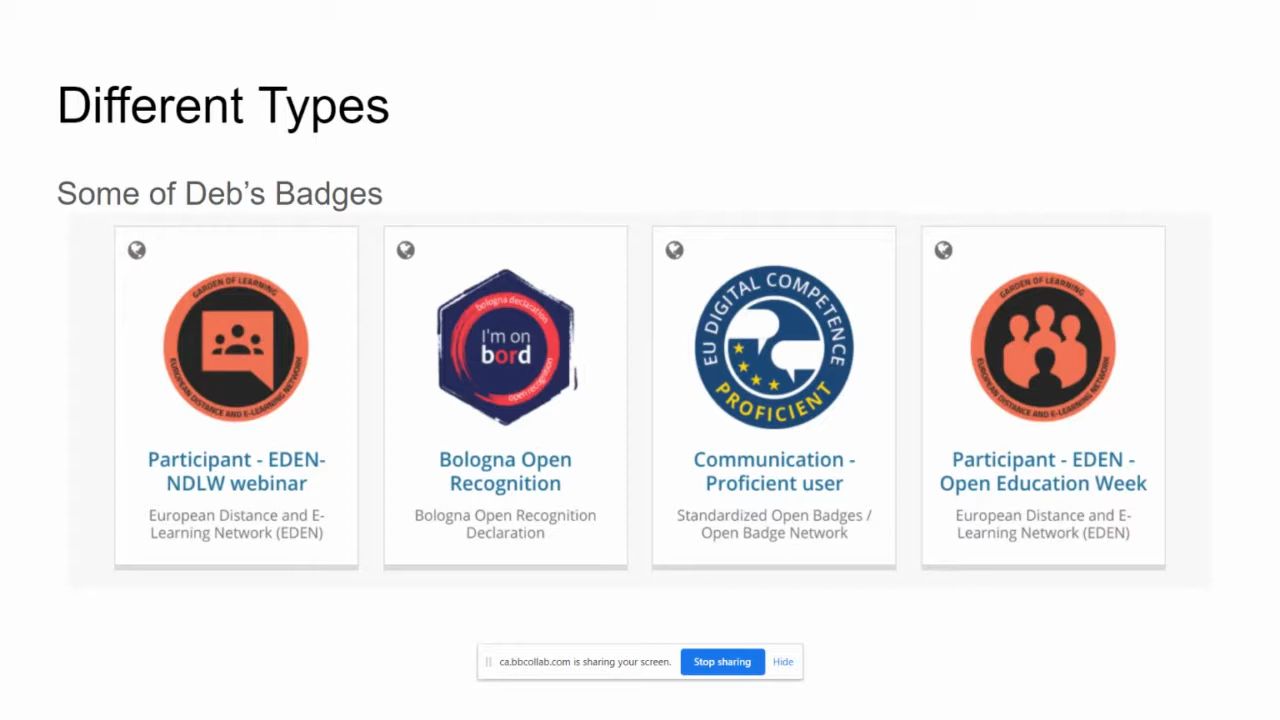 Different Types
Some of Deb’s Badges
GARDEN OF LEARNING
EUROPEAN DISTANCE AND E-LEARNING NETWORK
Participant - EDEN-
NDLW webinar
European Distance and E-
Learning Network (EDEN)
bologna declaration
I'm on
bord
open recognition
Bologna Open
Recognition
Bologna Open Recognition
Declaration
EU DIGITAL COMPETENCE
PROFICIENT
Communication -
Proficient user
Standardized Open Badges /
Open Badge Network
GARDEN OF LEARNING
EUROPEAN DISTANCE AND E-LEARNING NETWORK
Participant - EDEN -
Open Education Week
European Distance and E-
Learning Network (EDEN)
ca.bbcollab.com is sharing your screen.
Stop sharing
Hide